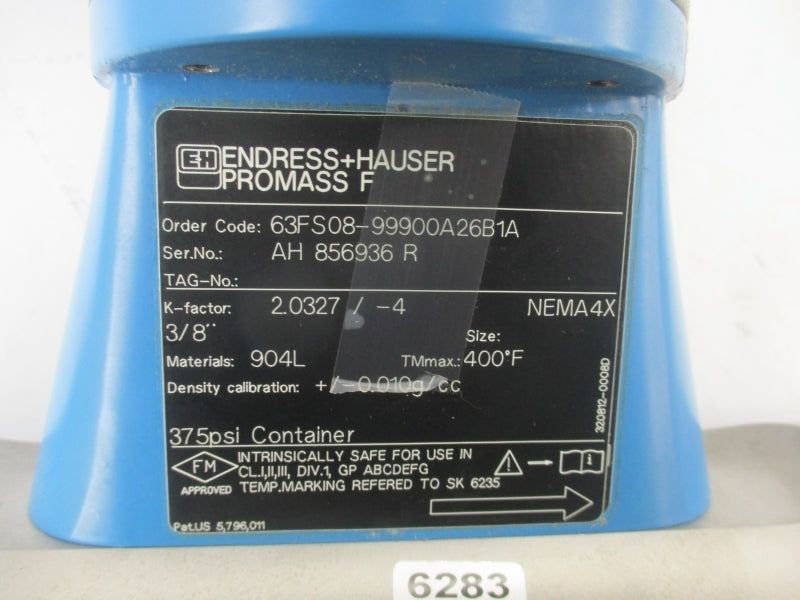 EH ENDRESS+HAUSER
PROMASS F
Order Code: 63FS08-99900A26B1A
Ser.No.: AH 856936 R
TAG-No.:
K-factor: 2.0327 / -4 NEMA4X
3/8''
Size:
Materials: 904L TMmax.: 400°F
Density calibration: +/-0.010g/cc
320812-0008D
375psi Container
FM APPROVED
INTRINSICALLY SAFE FOR USE IN
CL.I,II,III, DIV.1, GP ABCDEFG
TEMP.MARKING REFERED TO SK 6235
Pat.US 5,796,011
6283